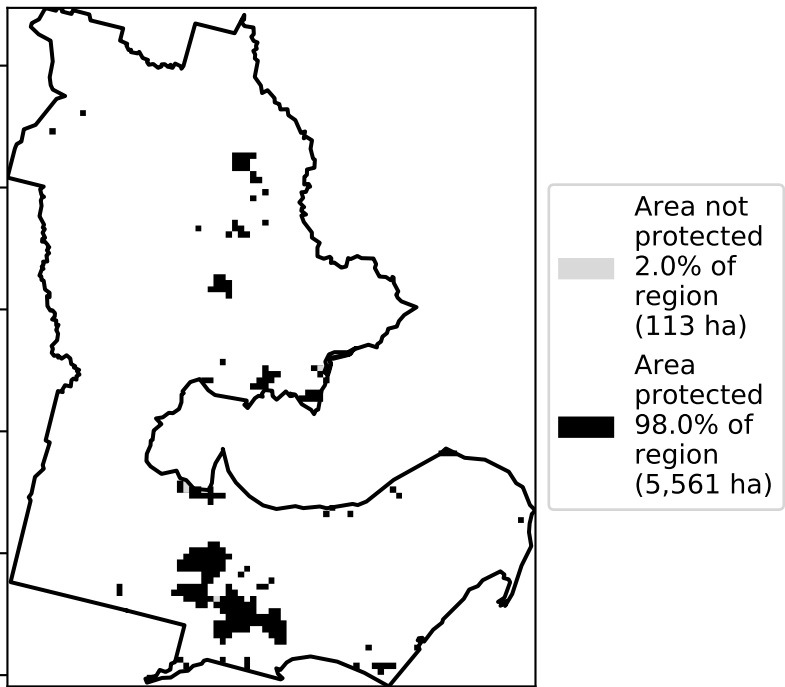 Area not
protected
2.0% of
region
(113 ha)
Area
protected
98.0% of
region
(5,561 ha)